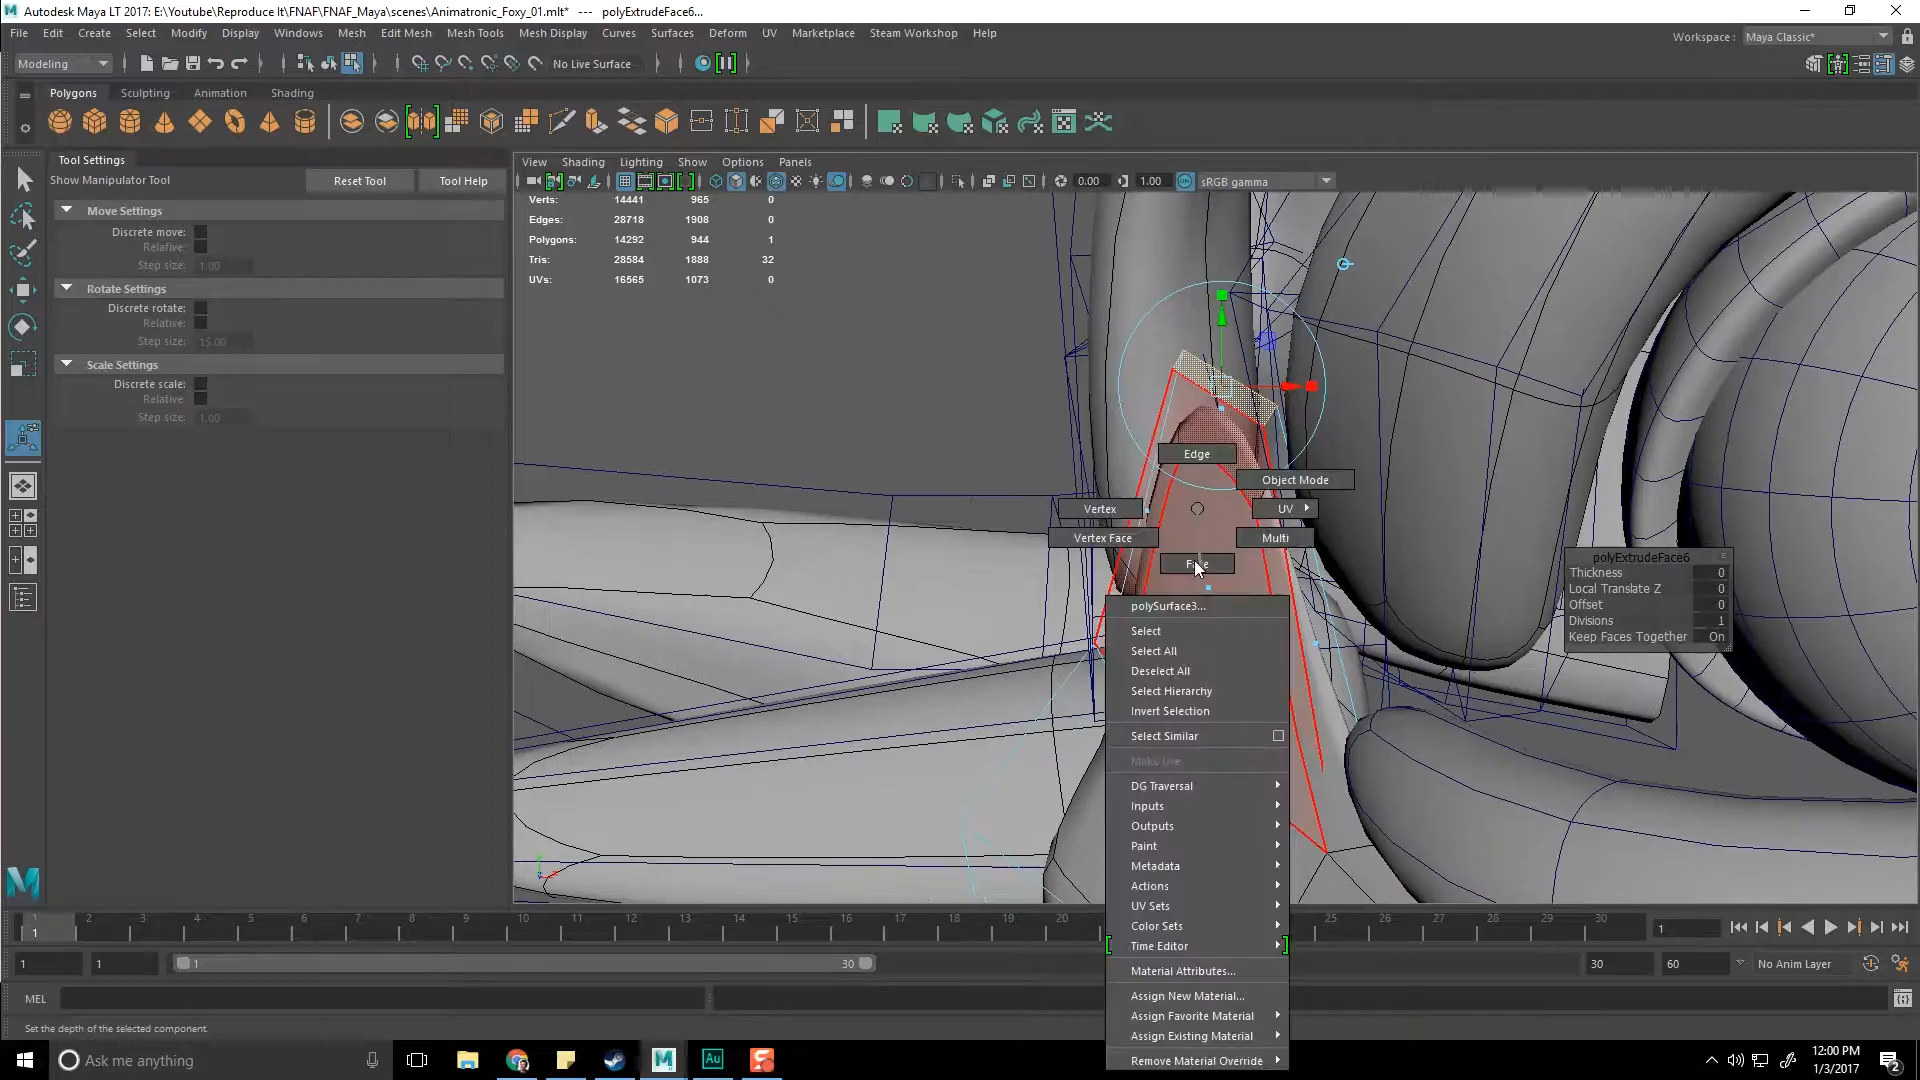 Autodesk Maya LT 2017: E:\Youtube\Reproduce It\FNAF\FNAF_Maya\scenes\Animatronic_Foxy_01.mlt* --- polyExtrudeFace6...
File Edit Create Select Modify Display Windows Mesh Edit Mesh Mesh Tools Mesh Display Curves Surfaces Deform UV Marketplace Steam Workshop Help
Workspace : Maya Classic*
Modeling No Live Surface
Polygons Sculpting Animation Shading
Tool Settings
Show Manipulator Tool Reset Tool Tool Help
Move Settings
Discrete move:
Relative:
Step size: 1.00
Rotate Settings
Discrete rotate:
Relative:
Step size: 15.00
Scale Settings
Discrete scale:
Relative:
Step size: 1.00
View Shading Lighting Show Options Panels
0.00 1.00 sRGB gamma
Verts: 14441 965 0
Edges: 28718 1908 0
Polygons: 14292 944 1
Tris: 28584 1888 32
UVs: 16565 1073 0
Edge
Object Mode
Vertex UV
Vertex Face Multi
polySurface3...
Select
Select All
Deselect All
Select Hierarchy
Invert Selection
Select Similar
Make Live
DG Traversal
Inputs
Outputs
Paint
Metadata
Actions
UV Sets
Color Sets
Time Editor
Material Attributes...
Assign New Material...
Assign Favorite Material
Assign Existing Material
Remove Material Override
polyExtrudeFace6
Thickness 0
Local Translate Z 0
Offset 0
Divisions 1
Keep Faces Together On
1 2 3 4 5 6 7 8 9 10 11 12 13 14 15 16 17 18 19 20 25 26 27 28 29 30
1 1
1 1 1 30 30 60 No Anim Layer
MEL
Set the depth of the selected component.
Ask me anything
Au
12:00 PM
1/3/2017
2